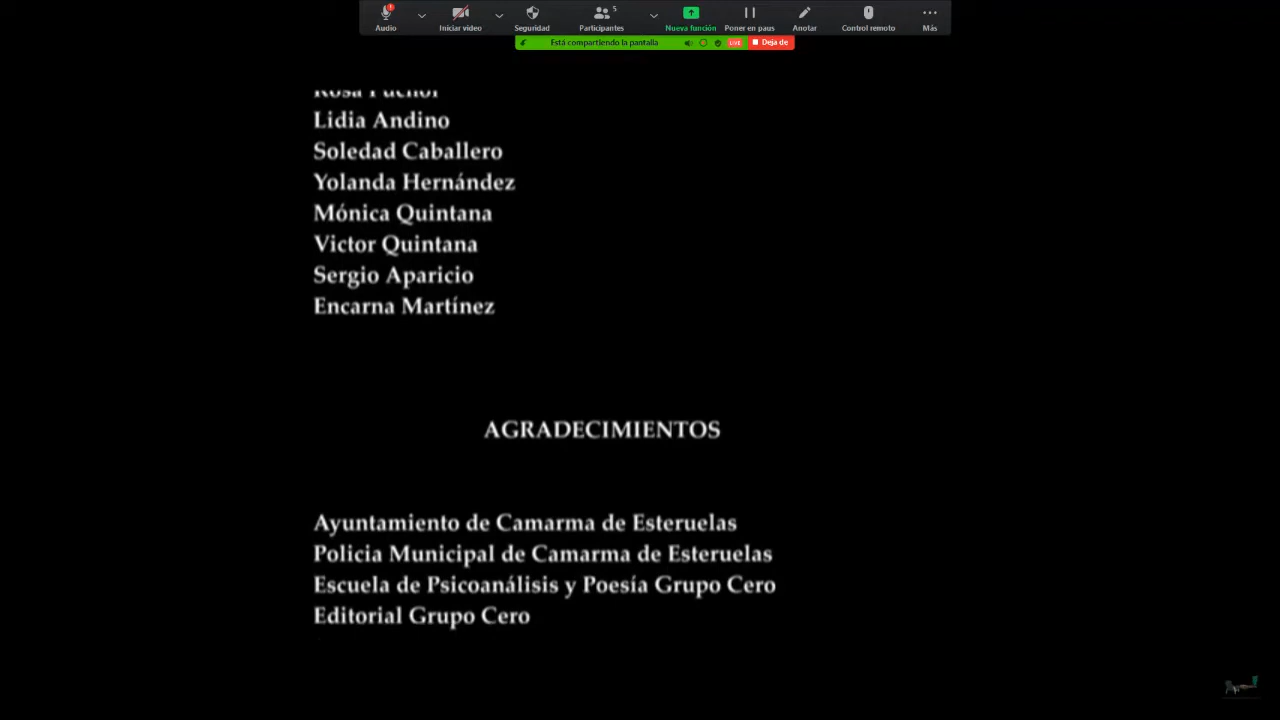 5
Audio
Iniciar video
Seguridad
Participantes
Nueva función
Poner en paus
Anotar
Control remoto
Más
Está compartiendo la pantalla
LIVE
Deja de
Lidia Andino
Soledad Caballero
Yolanda Hernández
Mónica Quintana
Victor Quintana
Sergio Aparicio
Encarna Martínez
AGRADECIMIENTOS
Ayuntamiento de Camarma de Esteruelas
Policia Municipal de Camarma de Esteruelas
Escuela de Psicoanálisis y Poesía Grupo Cero
Editorial Grupo Cero